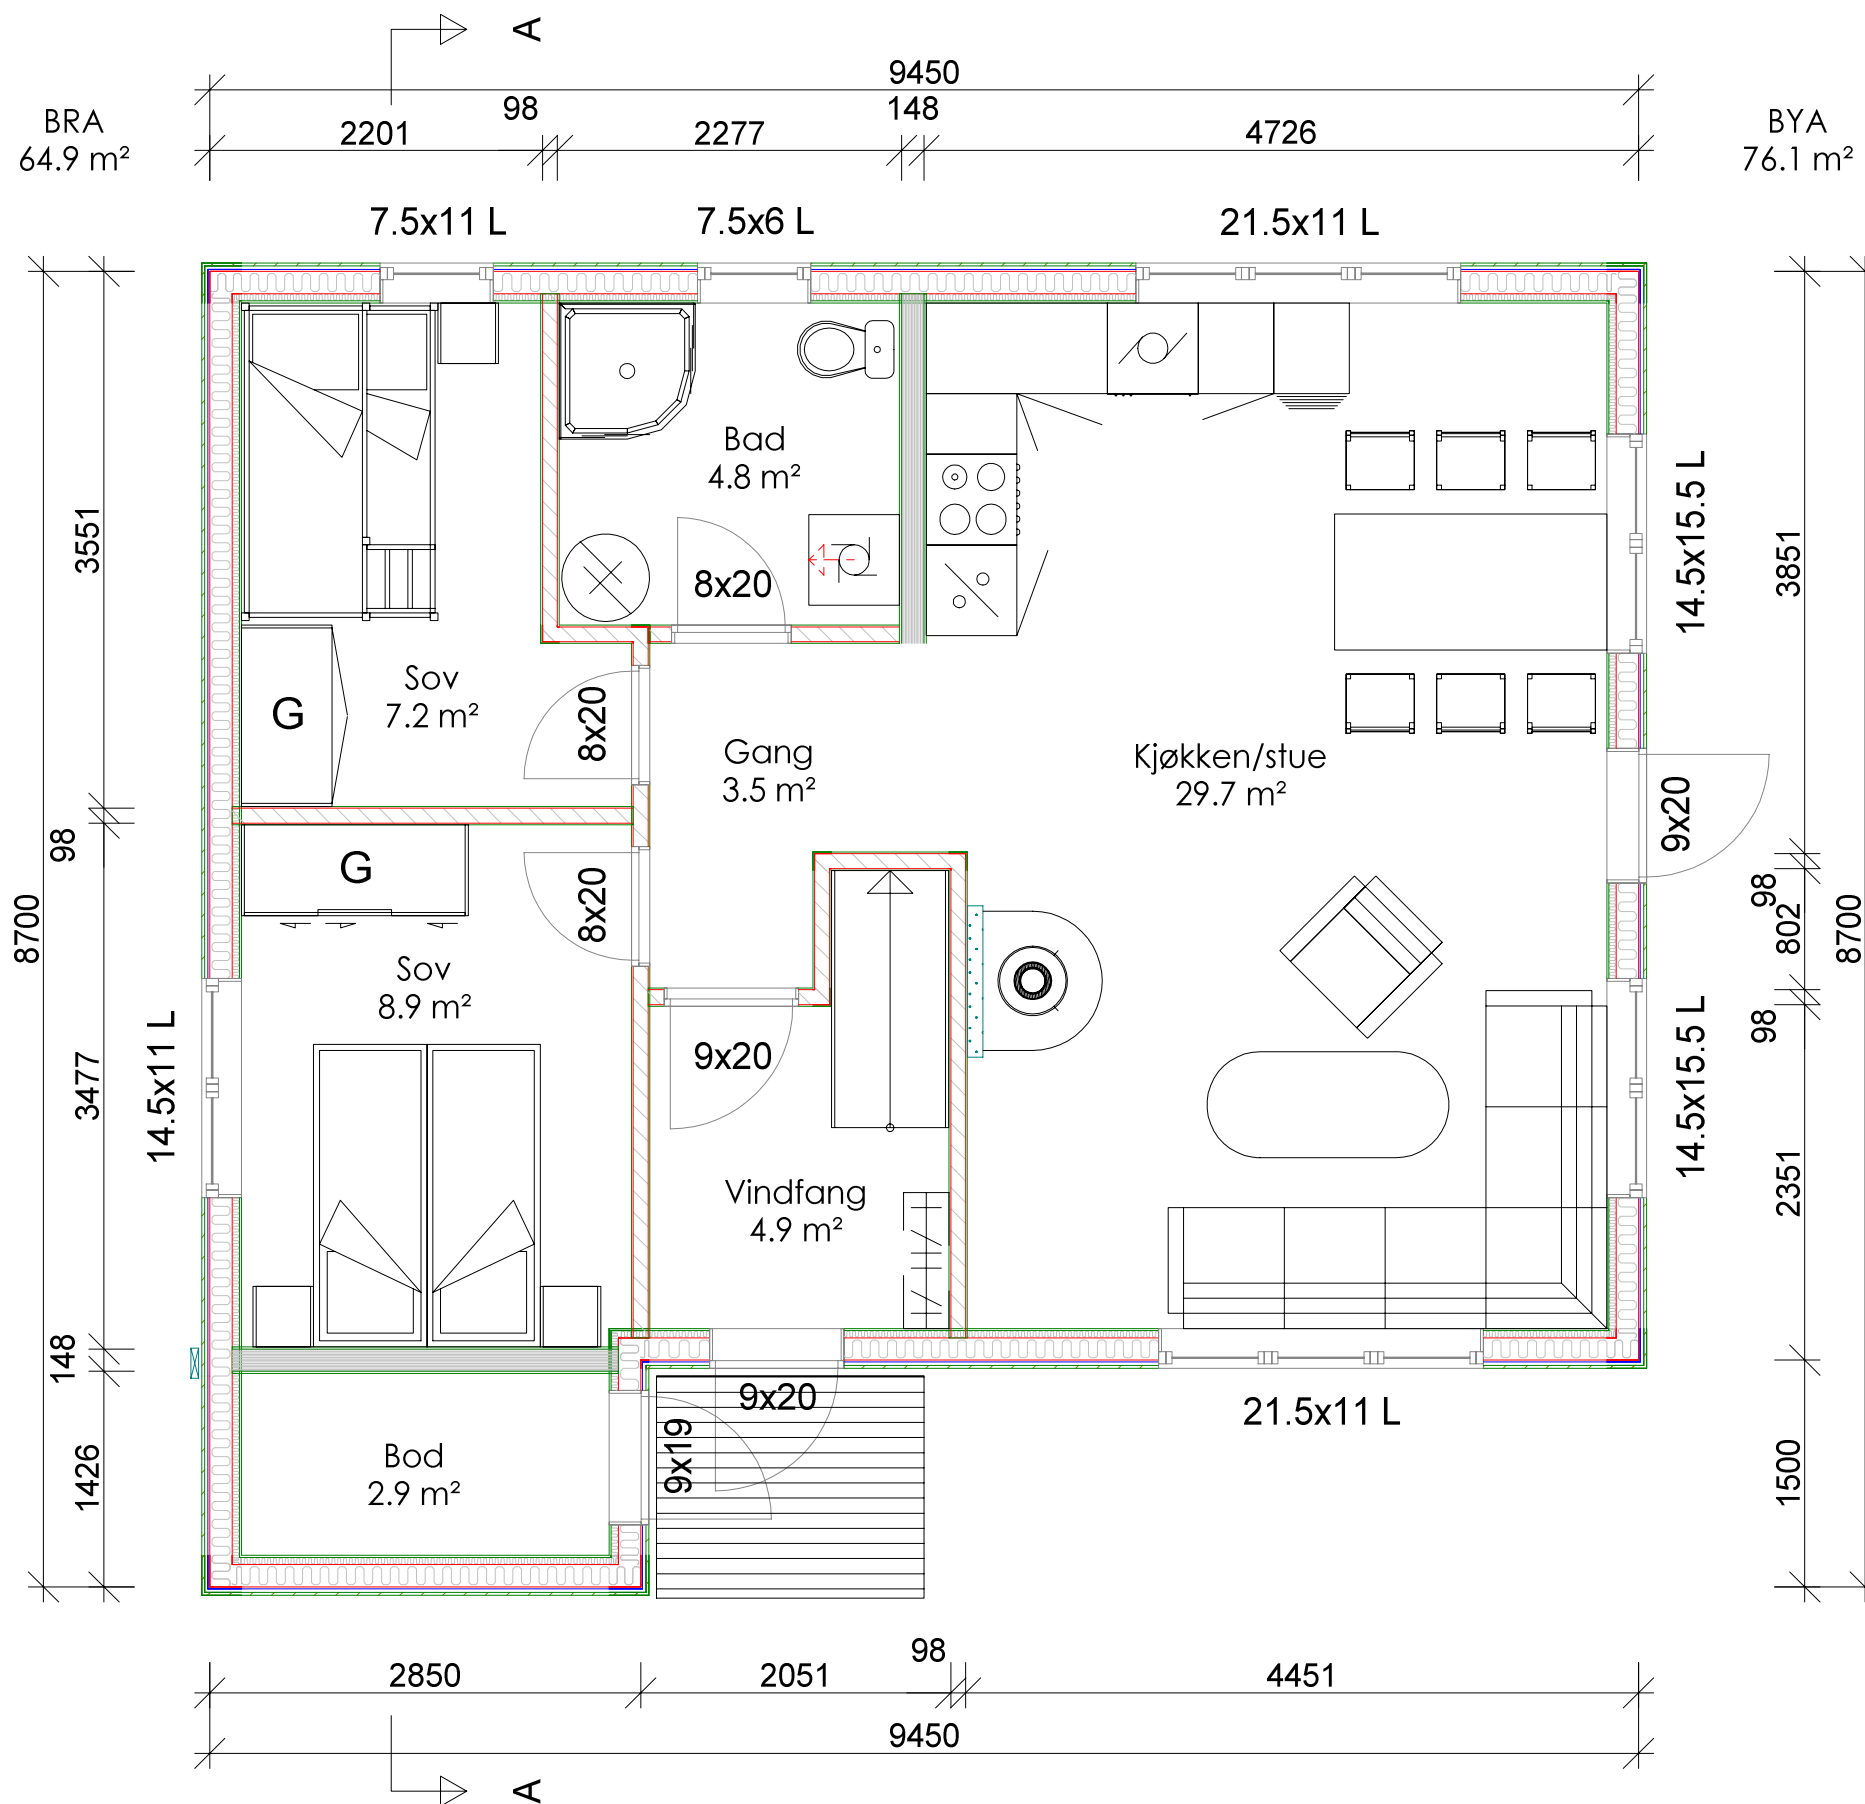 A
9450
98
148
2201
2277
4726
BRA
64.9 m²
BYA
76.1 m²
7.5x11 L
7.5x6 L
21.5x11 L
Bad
4.8 m²
14.5x15.5 L
3551
3851
8x20
Sov
7.2 m²
G
8x20
Gang
3.5 m²
Kjøkken/stue
29.7 m²
9x20
98
G
8x20
98
802
98
8700
8700
Sov
8.9 m²
9x20
14.5x11 L
14.5x15.5 L
3477
2351
Vindfang
4.9 m²
148
9x20
21.5x11 L
9x19
Bod
2.9 m²
1426
1500
98
2850
2051
4451
9450
A